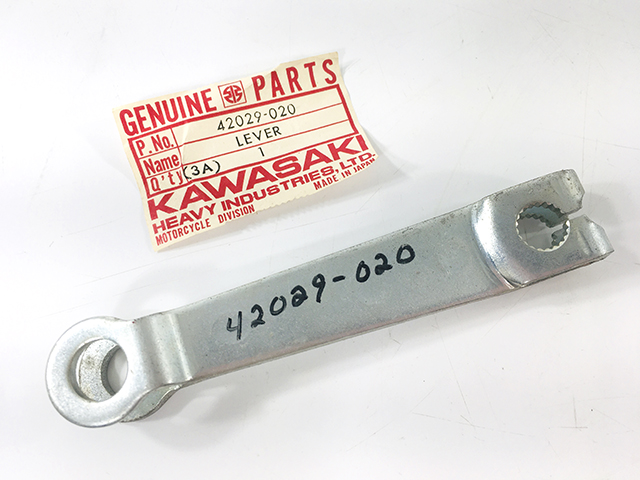 GENUINE PARTS
P. No. 42029-020
Name LEVER
Q'ty (3A) 1
KAWASAKI
HEAVY INDUSTRIES, LTD.
MOTORCYCLE DIVISION MADE IN JAPAN
42029-020